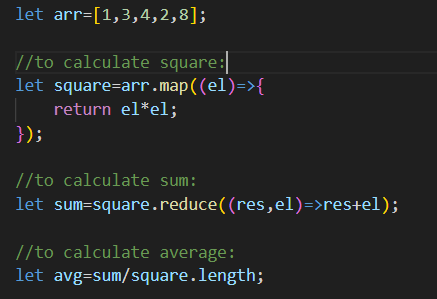 let arr=[1,3,4,2,8];
//to calculate square:
let square=arr.map((el)=>{
    return el*el;
});
//to calculate sum:
let sum=square.reduce((res,el)=>res+el);
//to calculate average:
let avg=sum/square.length;